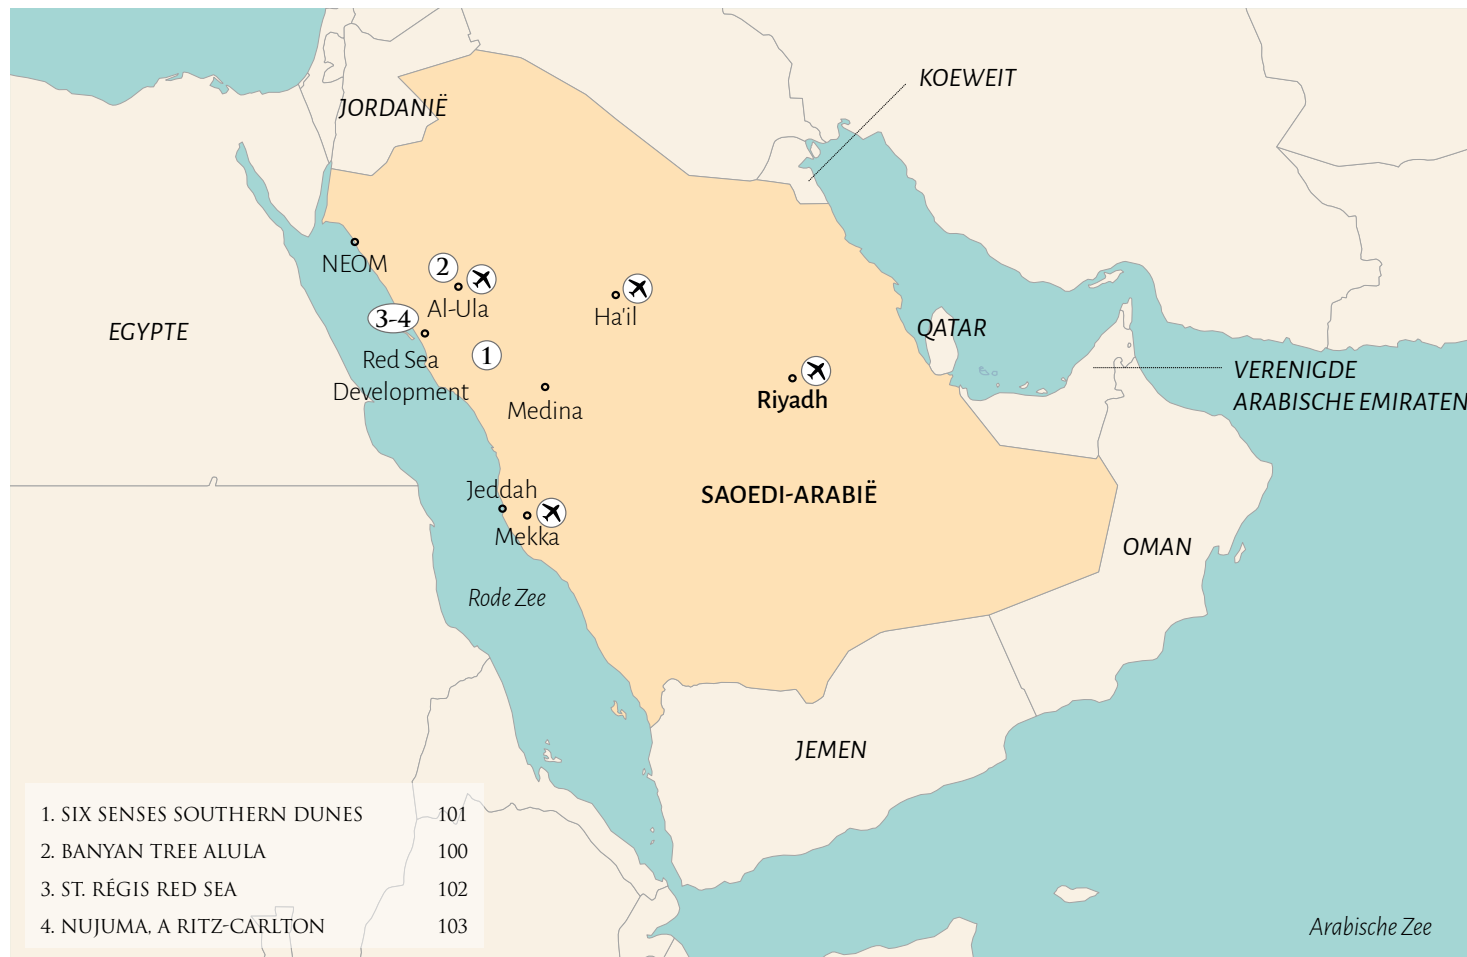 KOEWEIT
JORDANIË
NEOM
2
Al-Ula
Ha'il
3-4
EGYPTE
QATAR
Red Sea
Development
1
VERENIGDE
ARABISCHE EMIRATEN
Medina
Riyadh
Jeddah
SAOEDI-ARABIË
Mekka
OMAN
Rode Zee
JEMEN
1. SIX SENSES SOUTHERN DUNES 101
2. BANYAN TREE ALULA 100
3. ST. RÉGIS RED SEA 102
4. NUJUMA, A RITZ-CARLTON 103
Arabische Zee